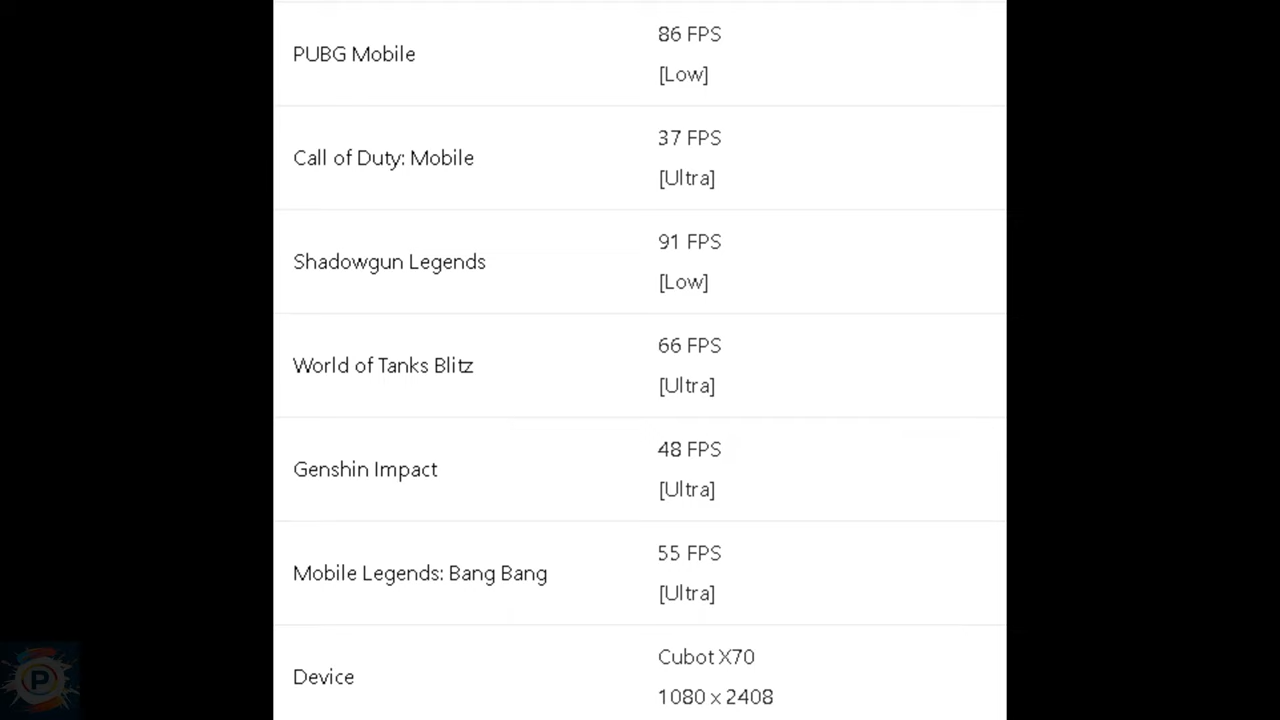 PUBG Mobile
86 FPS
[Low]
Call of Duty: Mobile
37 FPS
[Ultra]
Shadowgun Legends
91 FPS
[Low]
World of Tanks Blitz
66 FPS
[Ultra]
Genshin Impact
48 FPS
[Ultra]
Mobile Legends: Bang Bang
55 FPS
[Ultra]
Device
Cubot X70
1080 x 2408
P